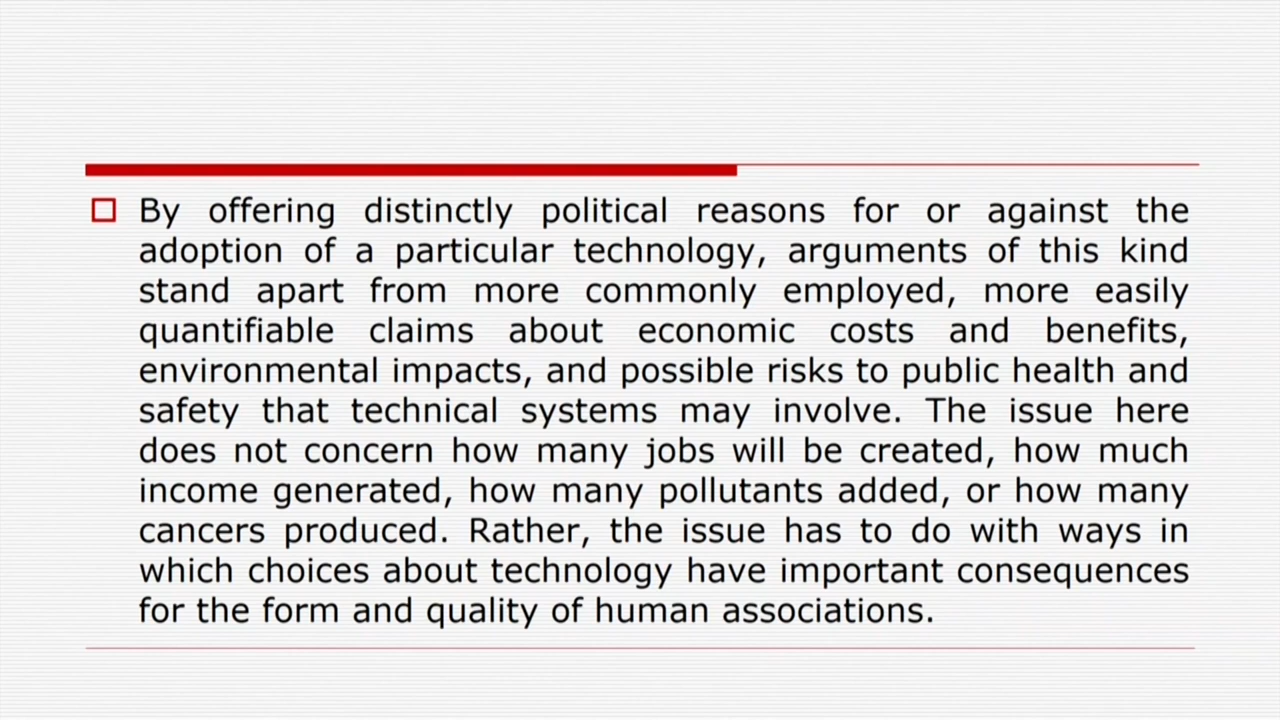 By offering distinctly political reasons for or against the
adoption of a particular technology, arguments of this kind
stand apart from more commonly employed, more easily
quantifiable claims about economic costs and benefits,
environmental impacts, and possible risks to public health and
safety that technical systems may involve. The issue here
does not concern how many jobs will be created, how much
income generated, how many pollutants added, or how many
cancers produced. Rather, the issue has to do with ways in
which choices about technology have important consequences
for the form and quality of human associations.